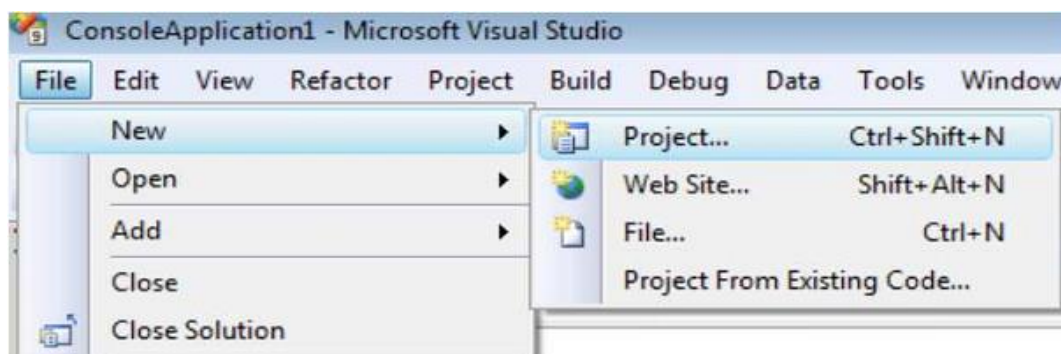 ConsoleApplication1 - Microsoft Visual Studio
File Edit View Refactor Project Build Debug Data Tools Window
New
Project... Ctrl+Shift+N
Open
Web Site... Shift+Alt+N
Add
File... Ctrl+N
Close
Project From Existing Code...
Close Solution